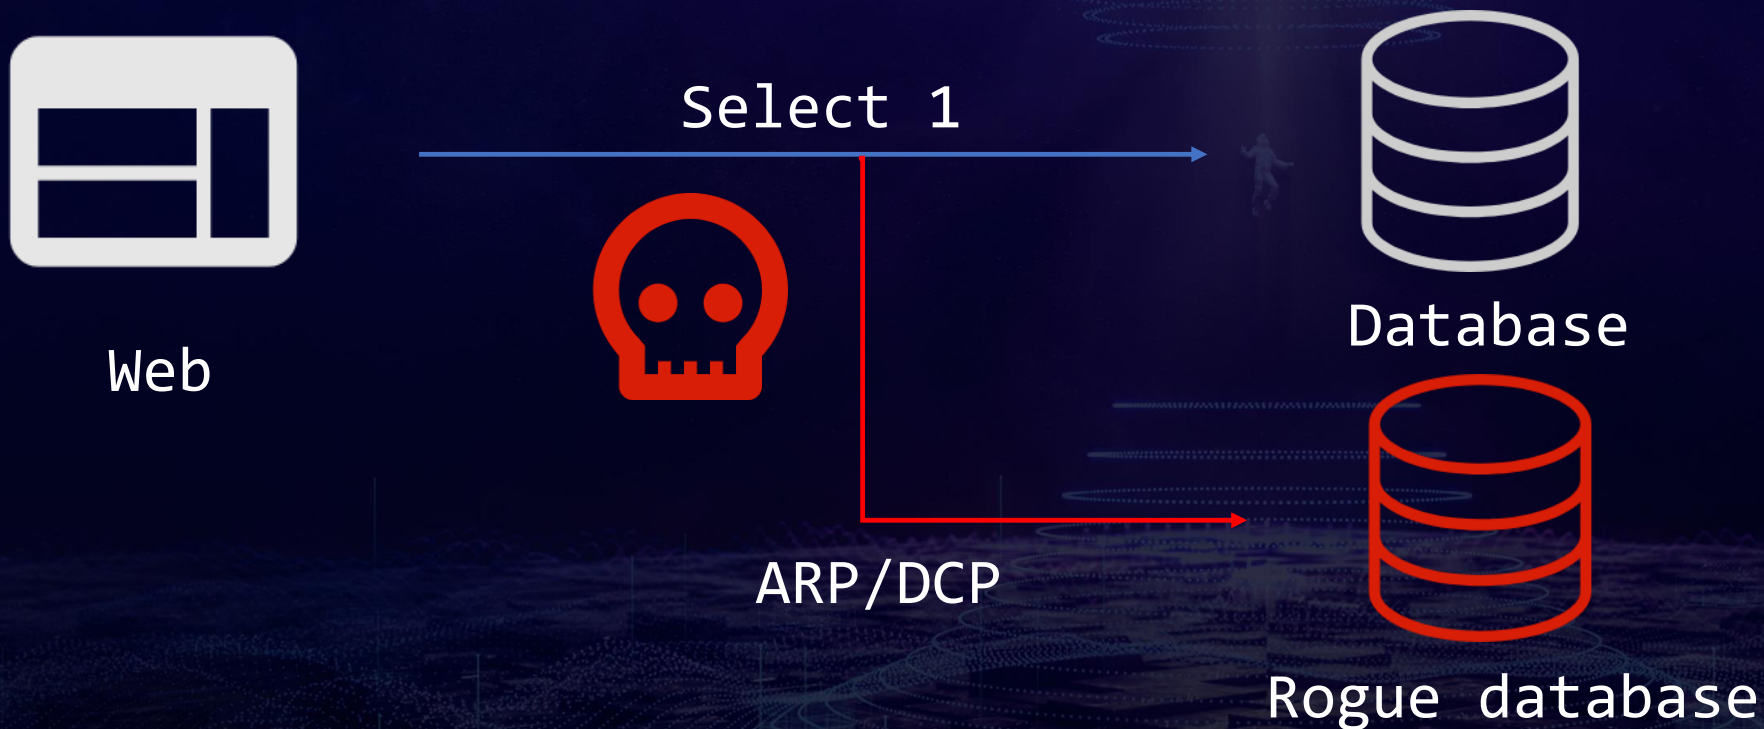 Select 1
Web
Database
ARP/DCP
Rogue database